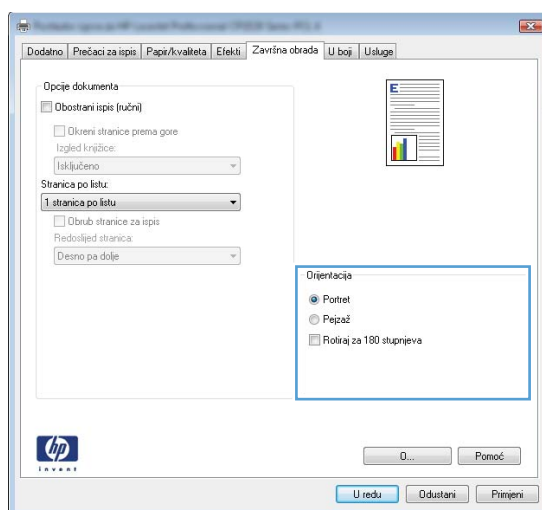 Dodatno Prečaci za ispis Papir/kvaliteta Efekti Završna obrada U boji Usluge
Opcije dokumenta
Obostrani ispis (ručni)
Okreni stranice prema gore
Izgled knjižice:
Isključeno
Stranica po listu:
1 stranica po listu
Obrub stranice za ispis
Redoslijed stranica:
Desno pa dolje
E
Orijentacija
Portret
Pejzaž
Rotiraj za 180 stupnjeva
hp
invent
O... Pomoć
U redu Odustani Primjeni